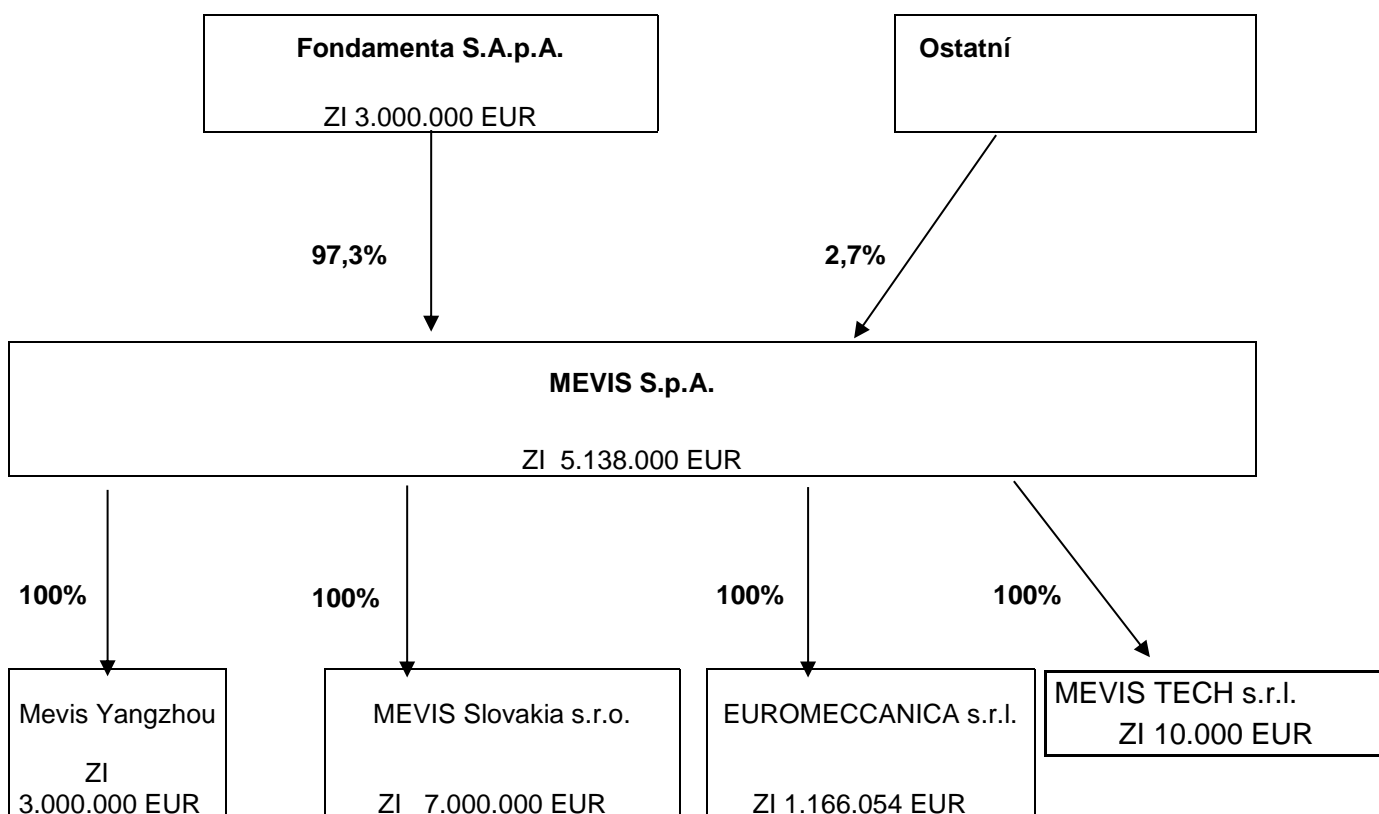 Fondamenta S.A.p.A.
ZI 3.000.000 EUR
Ostatní
97,3%
2,7%
MEVIS S.p.A.
ZI 5.138.000 EUR
100%
100%
100%
100%
Mevis Yangzhou
ZI
3.000.000 EUR
MEVIS Slovakia s.r.o.
ZI 7.000.000 EUR
EUROMECCANICA s.r.l.
ZI 1.166.054 EUR
MEVIS TECH s.r.l.
ZI 10.000 EUR